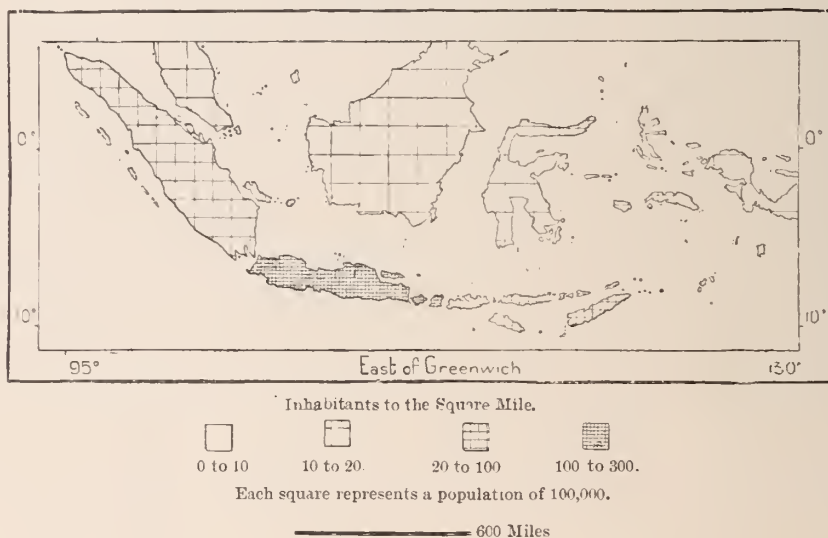 0° 0°
10° 10°
95° East of Greenwich 130°
Inhabitants to the Square Mile.
0 to 10 10 to 20. 20 to 100 100 to 300.
Each square represents a population of 100,000.
600 Miles